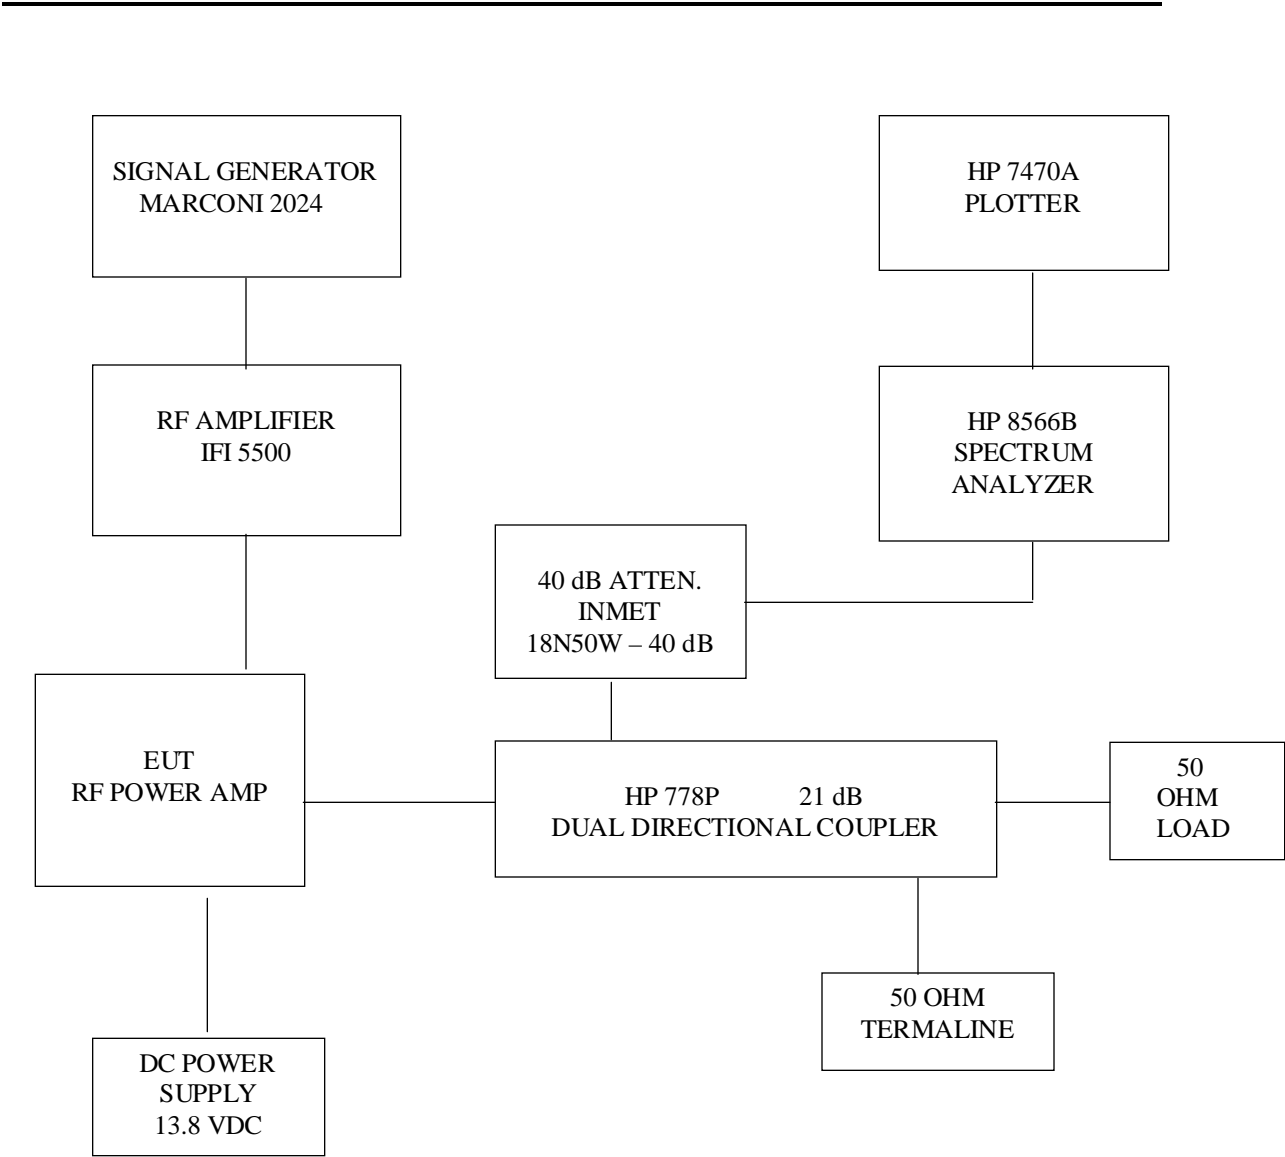 SIGNAL GENERATOR
MARCONI 2024
HP 7470A
PLOTTER
RF AMPLIFIER
IFI 5500
HP 8566B
SPECTRUM
ANALYZER
40 dB ATTEN.
INMET
18N50W – 40 dB
EUT
RF POWER AMP
HP 778P 21 dB
DUAL DIRECTIONAL COUPLER
50
OHM
LOAD
50 OHM
TERMALINE
DC POWER
SUPPLY
13.8 VDC